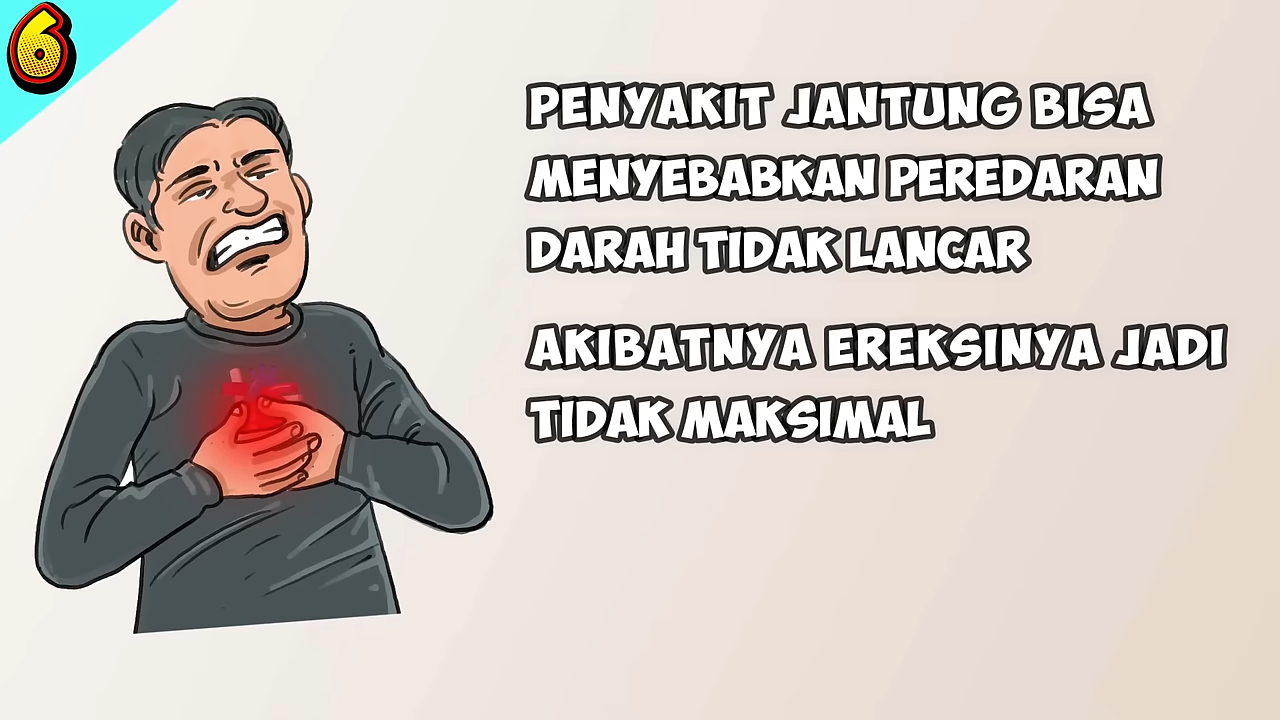 6
PENYAKIT JANTUNG BISA
MENYEBABKAN PEREDARAN
DARAH TIDAK LANCAR
AKIBATNYA EREKSINYA JADI
TIDAK MAKSIMAL